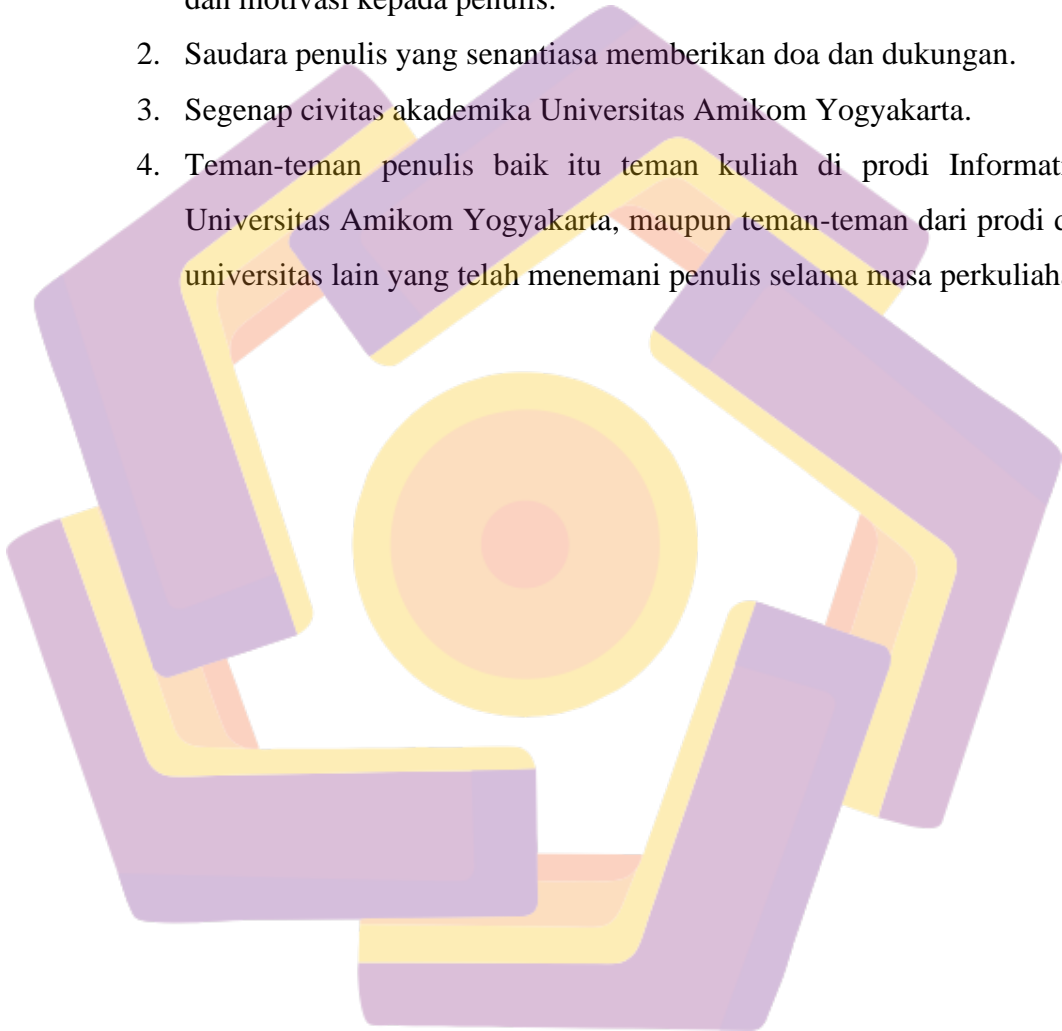 dan motivasi kepada penulis.
2. Saudara penulis yang senantiasa memberikan doa dan dukungan.
3. Segenap civitas akademika Universitas Amikom Yogyakarta.
4. Teman-teman penulis baik itu teman kuliah di prodi
Universitas Amikom Yogyakarta, maupun teman-teman dari prodi
universitas lain yang telah menemani penulis selama masa